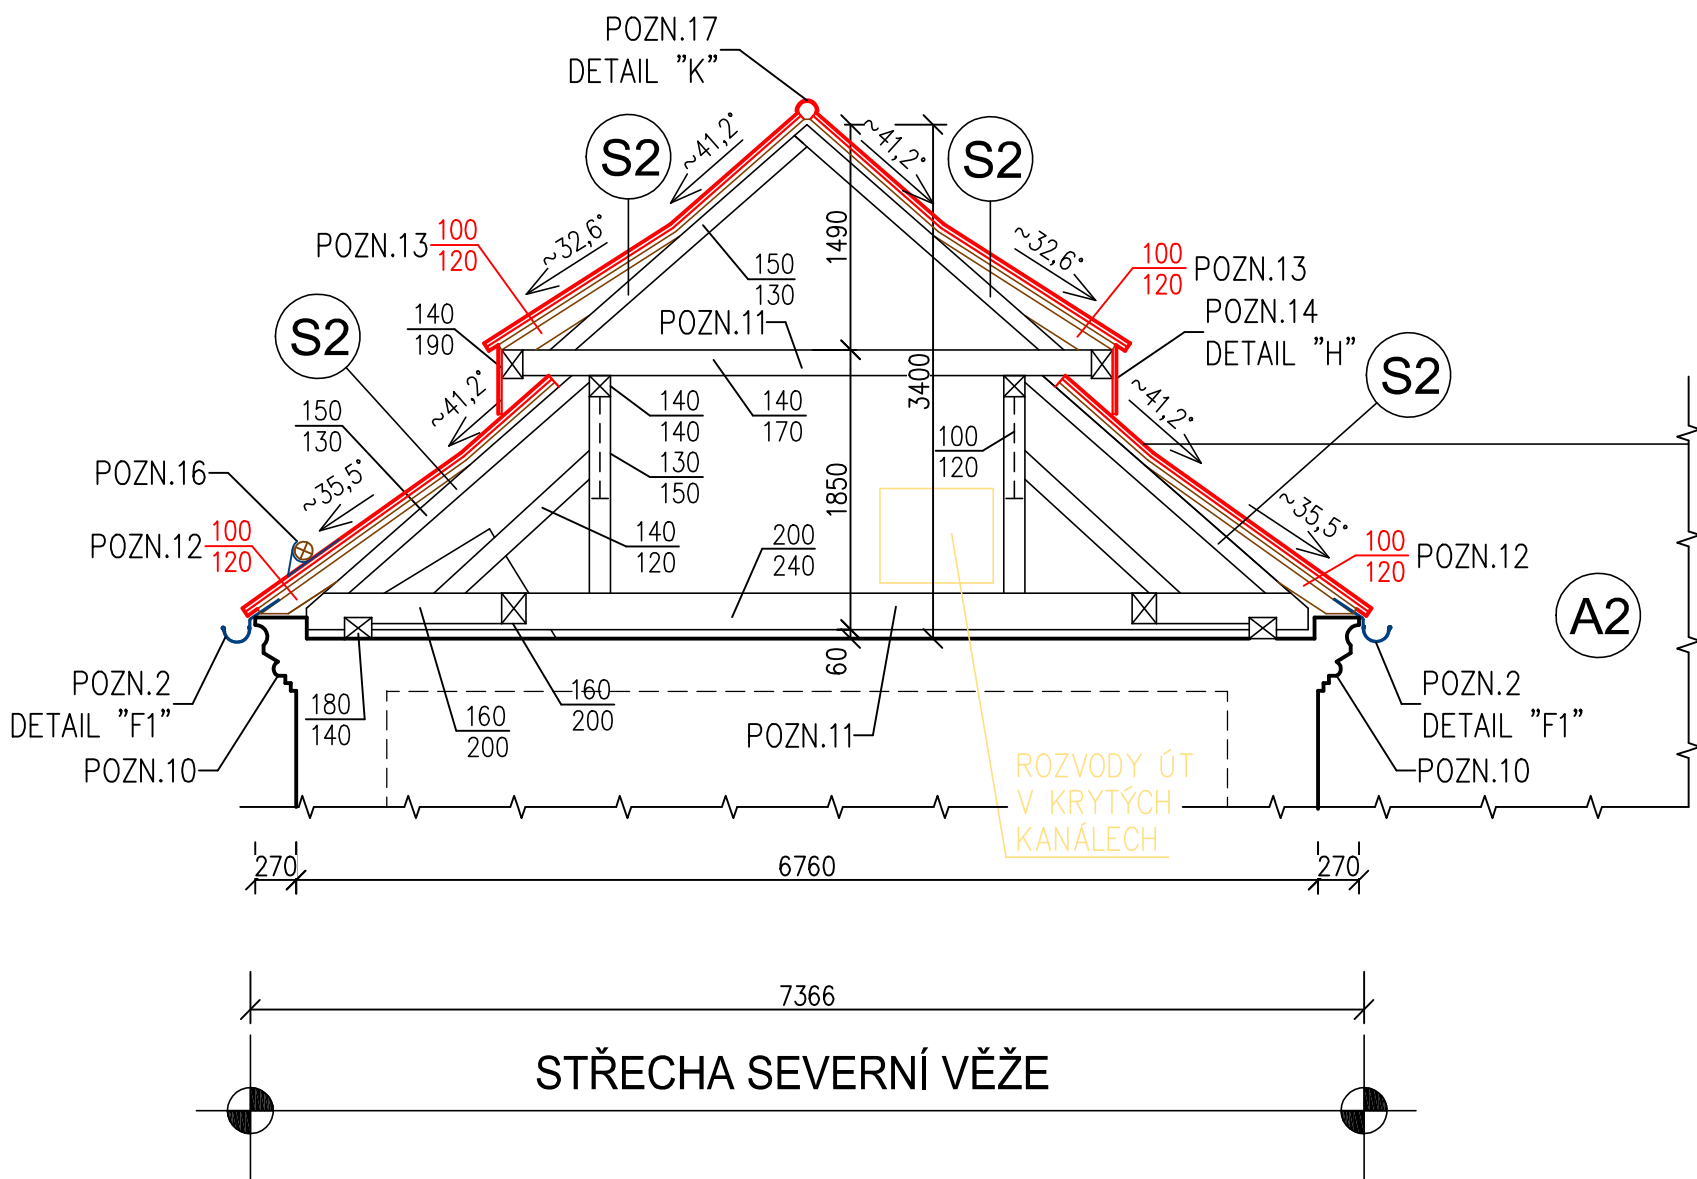 POZN.17
DETAIL "K"
S2
S2
~41,2°
~41,2°
~32,6°
~32,6°
POZN.13
100
120
100
120
POZN.13
1490
150
130
POZN.11
140
190
POZN.14
DETAIL "H"
S2
S2
3400
~41,2°
~41,2°
150
130
140
140
140
170
100
120
130
150
1850
POZN.16
~35,5°
~35,5°
POZN.12
100
120
140
120
200
240
100
120
POZN.12
A2
60
POZN.2
DETAIL "F1"
180
140
160
200
160
200
POZN.11
POZN.2
DETAIL "F1"
POZN.10
POZN.10
ROZVODY ÚT
V KRYTÝCH
KANÁLECH
270
6760
270
7366
STŘECHA SEVERNÍ VĚŽE